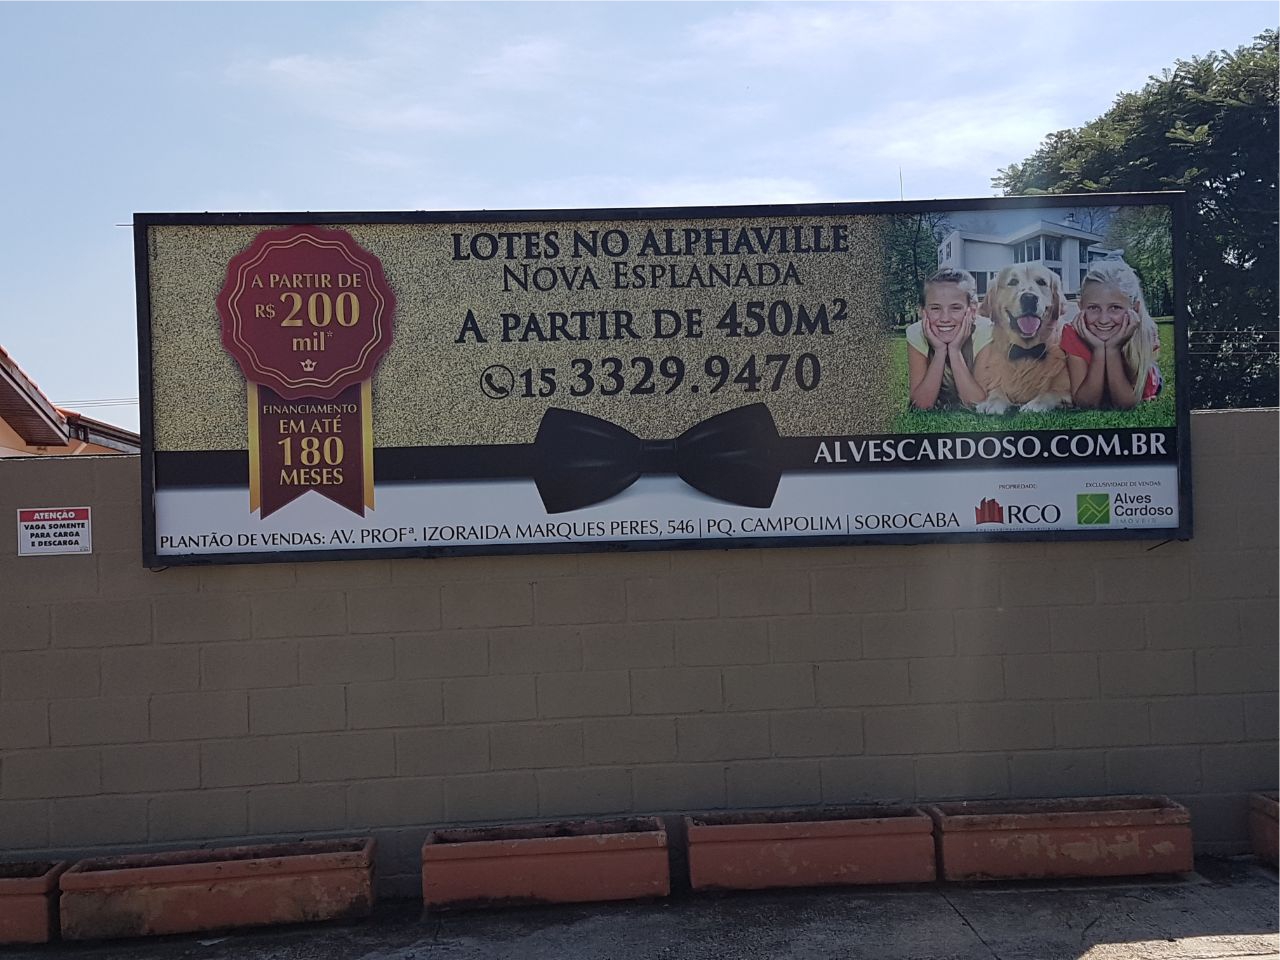 A PARTIR DE
R$ 200
mil*
FINANCIAMENTO
EM ATÉ
180
MESES
LOTES NO ALPHAVILLE
NOVA ESPLANADA
A PARTIR DE 450M²
15 3329.9470
ALVESCARDOSO.COM.BR
PLANTÃO DE VENDAS: AV. PROFª. IZORAIDA MARQUES PERES, 546 | PQ. CAMPOLIM | SOROCABA
PROPRIEDADE:
RCO
EXCLUSIVIDADE DE VENDAS:
Alves
Cardoso
IMÓVEIS
ATENÇÃO
VAGA SOMENTE
PARA CARGA
E DESCARGA